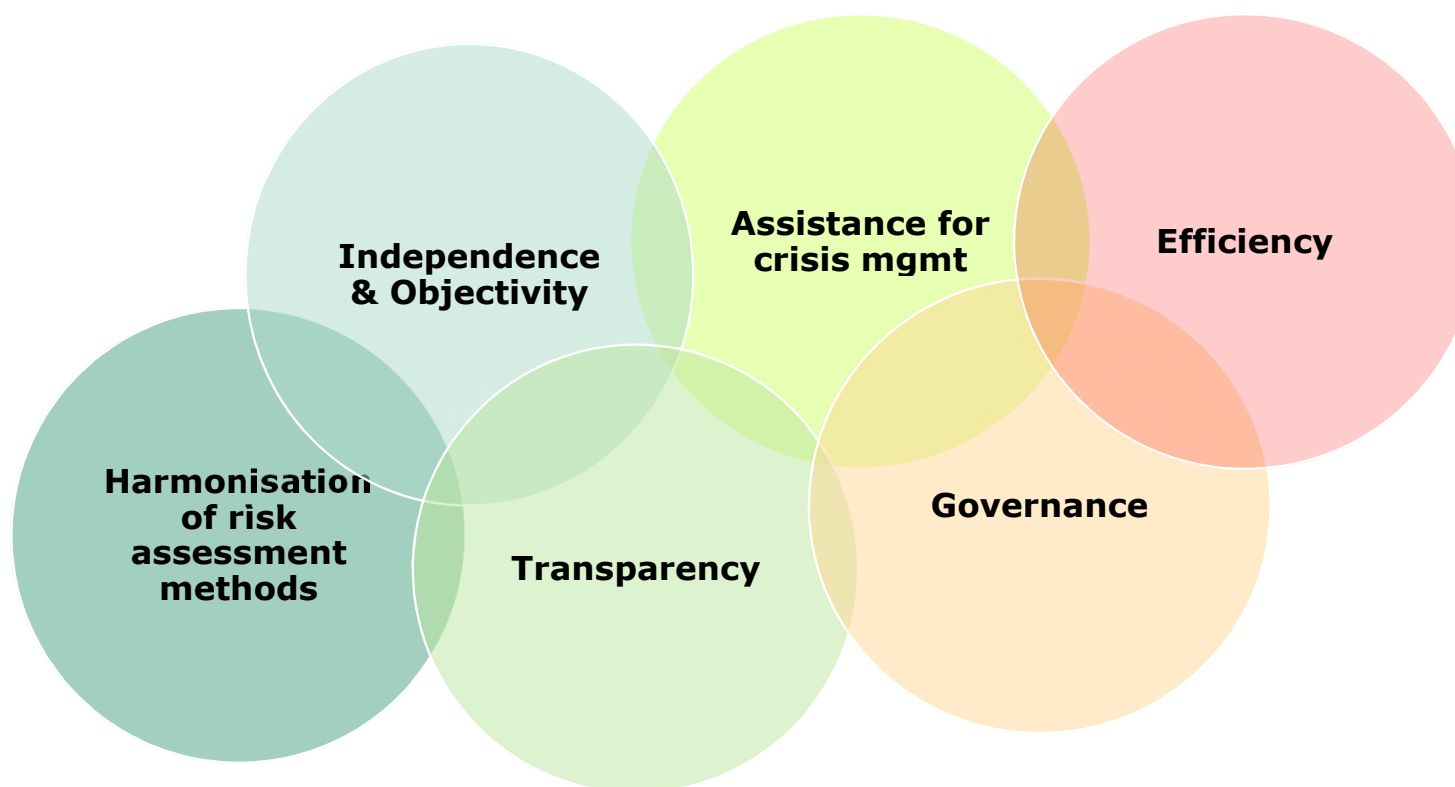 Independence
& Objectivity
Assistance for
crisis mgmt
Efficiency
Harmonisation
of risk
assessment
methods
Transparency
Governance